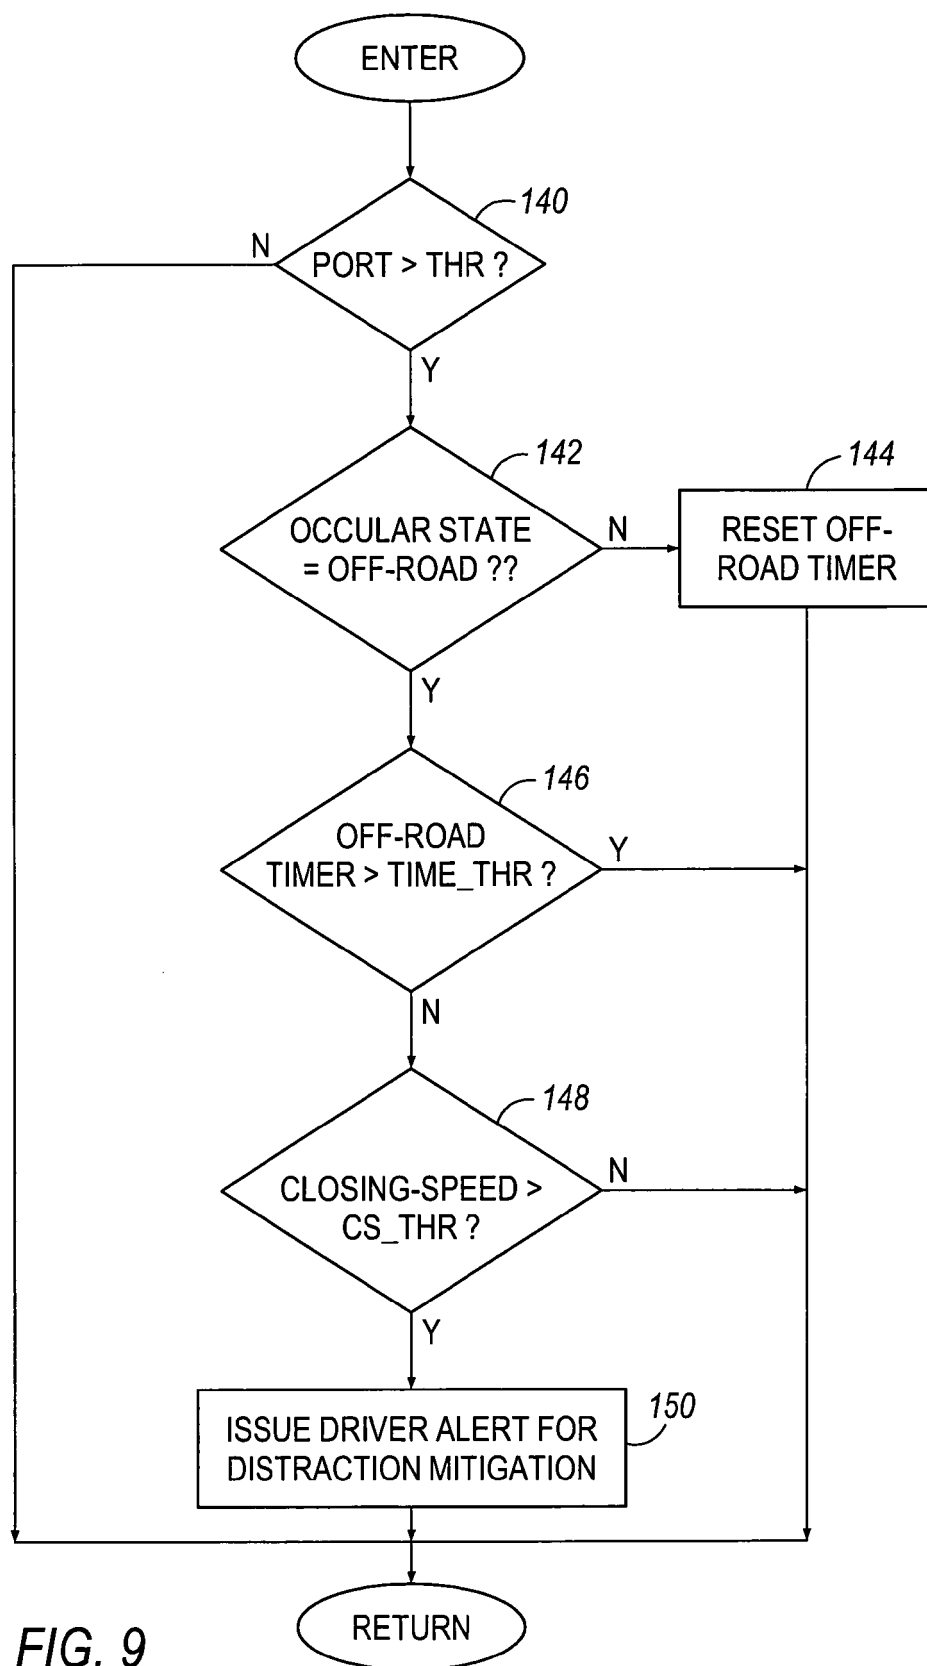 ENTER
140
N
PORT > THR ?
Y
142
144
OCCULAR STATE
= OFF-ROAD ??
N
RESET OFF-
ROAD TIMER
Y
146
OFF-ROAD
TIMER > TIME_THR ?
Y
N
148
CLOSING-SPEED >
CS_THR ?
N
Y
150
ISSUE DRIVER ALERT FOR
DISTRACTION MITIGATION
RETURN
FIG. 9